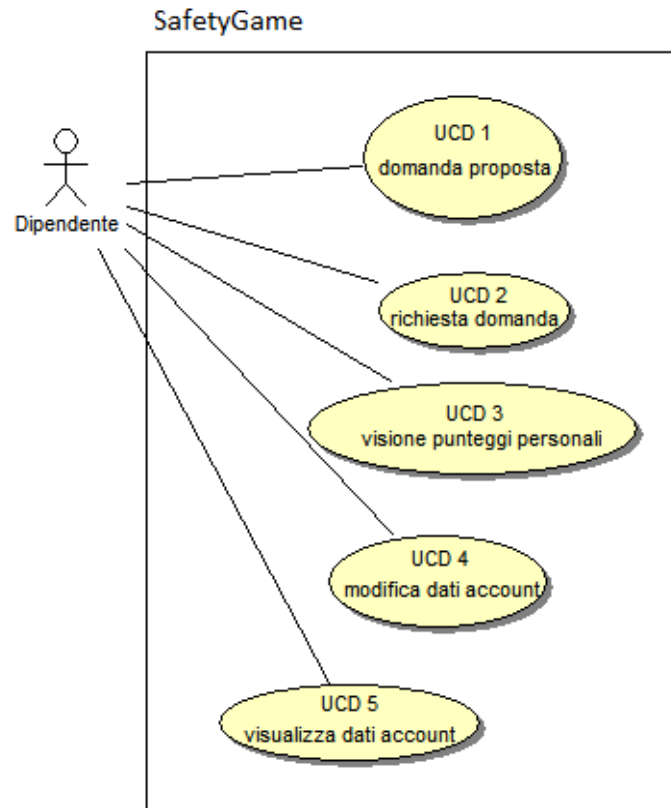 SafetyGame
UCD 1
domanda proposta
Dipendente
UCD 2
richiesta domanda
UCD 3
visione punteggi personali
UCD 4
modifica dati account
UCD 5
visualizza dati account